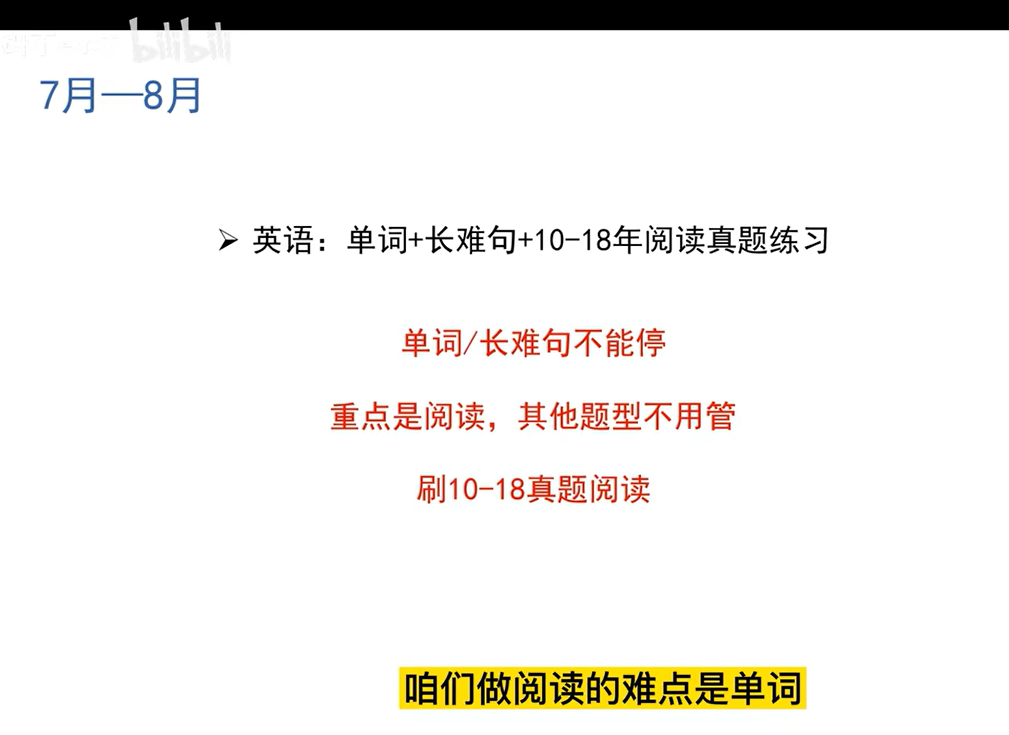 bilibili
7月—8月
➢ 英语：单词+长难句+10-18年阅读真题练习
单词/长难句不能停
重点是阅读，其他题型不用管
刷10-18真题阅读
咱们做阅读的难点是单词